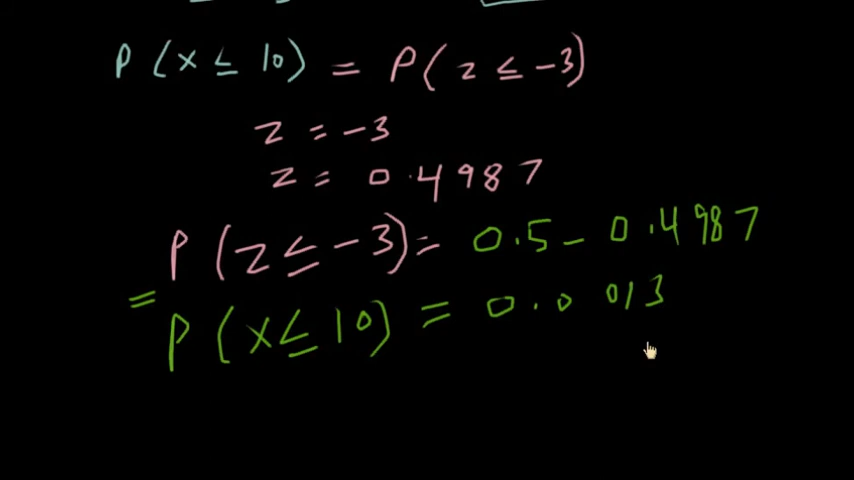 P (x ≤ 10) = P(z ≤ -3)
z = -3
z = 0.4987
P (z ≤ -3) = 0.5 - 0.4987
= P (x ≤ 10) = 0.0013